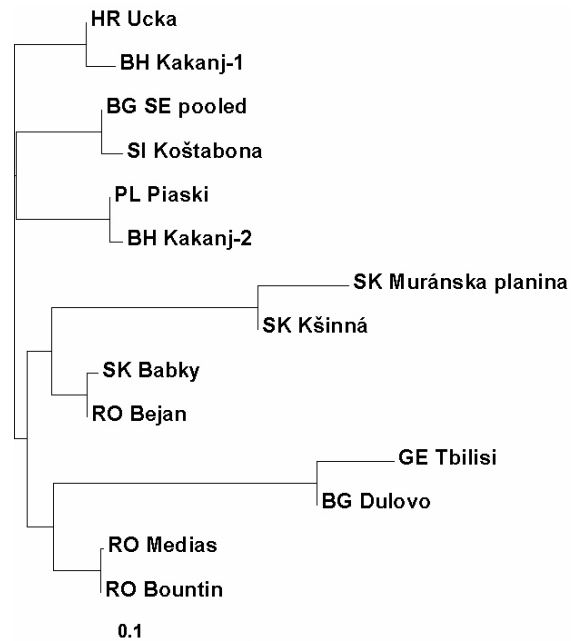 HR Ucka
BH Kakanj-1
BG SE pooled
SI Koštabona
PL Piaski
BH Kakanj-2
SK Muránska planina
SK Kšinná
SK Babky
RO Bejan
GE Tbilisi
BG Dulovo
RO Medias
RO Bountin
0.1